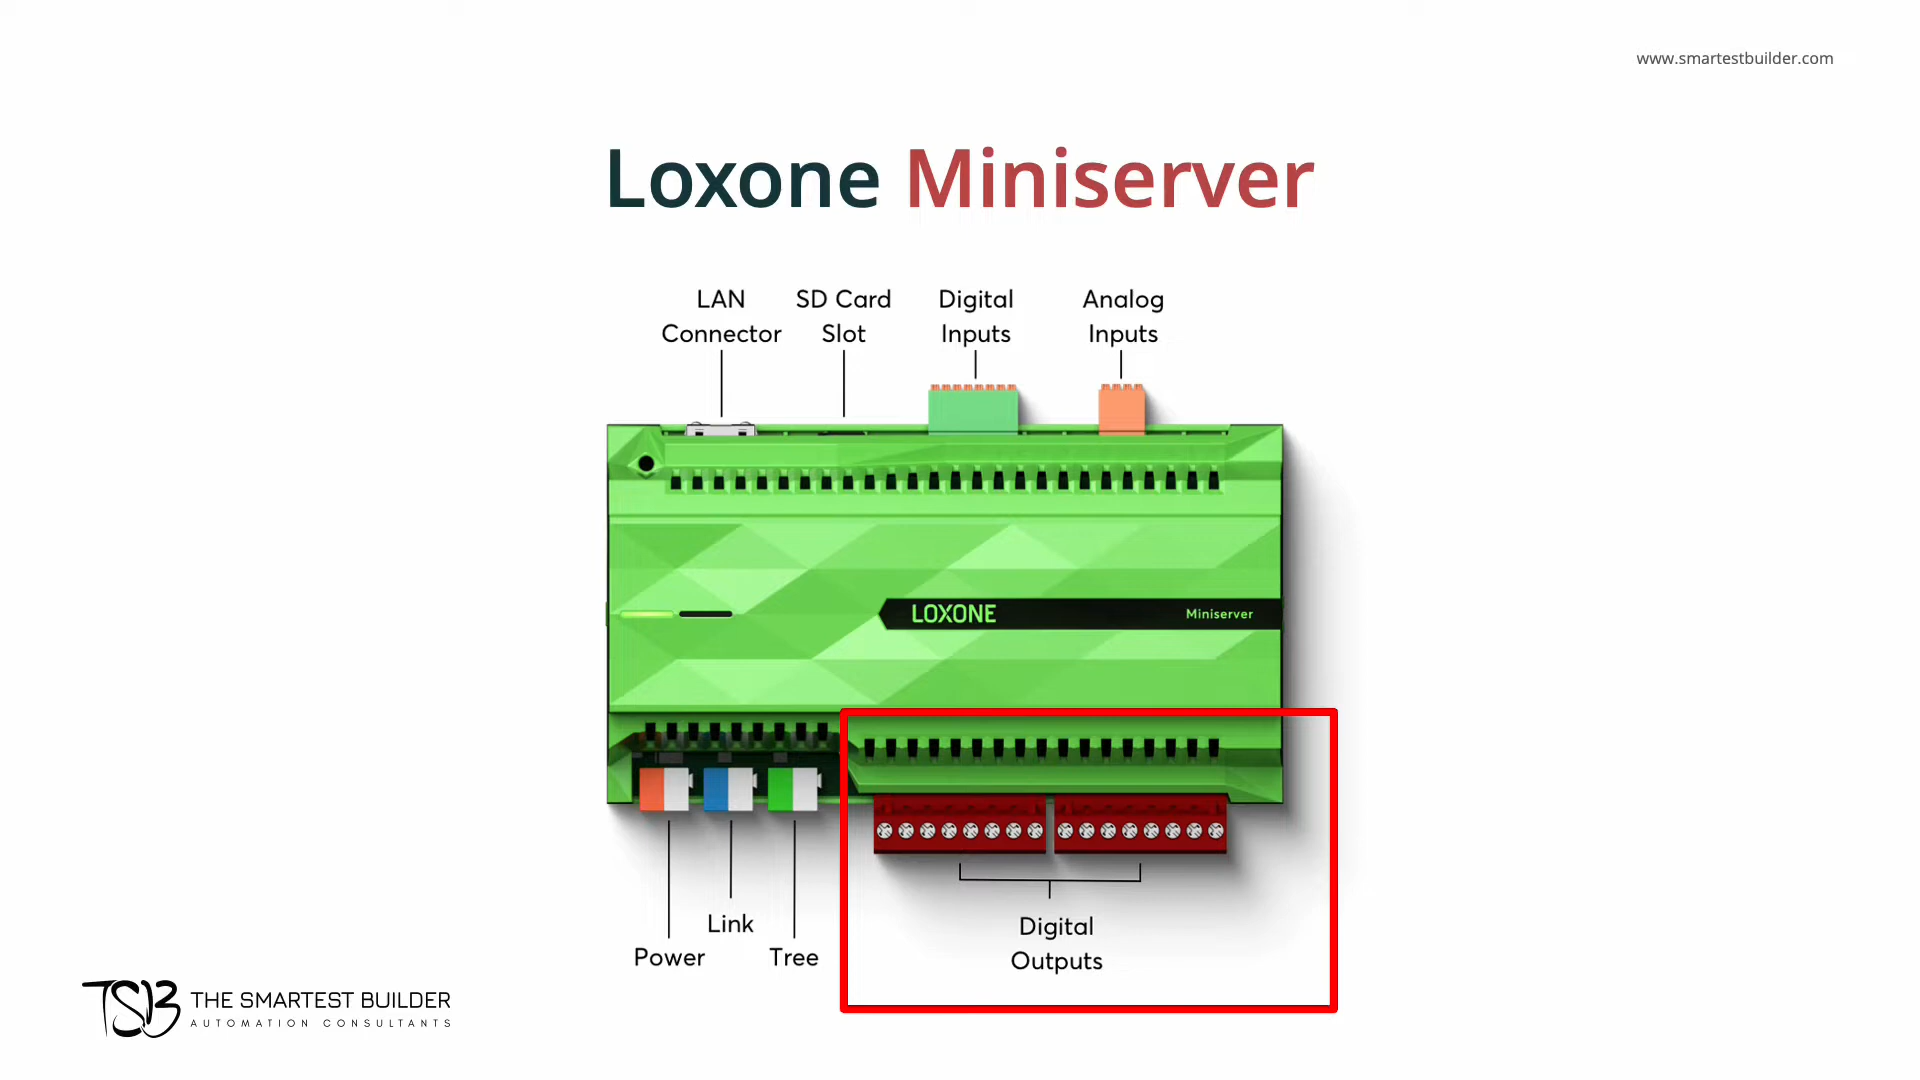 www.smartestbuilder.com
Loxone Miniserver
LAN
Connector
SD Card
Slot
Digital
Inputs
Analog
Inputs
LOXONE
Miniserver
Power
Link
Tree
Digital
Outputs
TSB
THE SMARTEST BUILDER
AUTOMATION CONSULTANTS